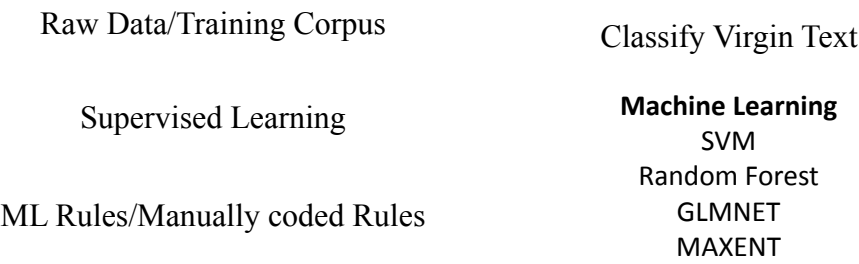 Raw Data/Training Corpus
Supervised Learning
ML Rules/Manually coded Rules
Classify Virgin Text
Machine Learning
SVM
Random Forest
GLMNET
MAXENT